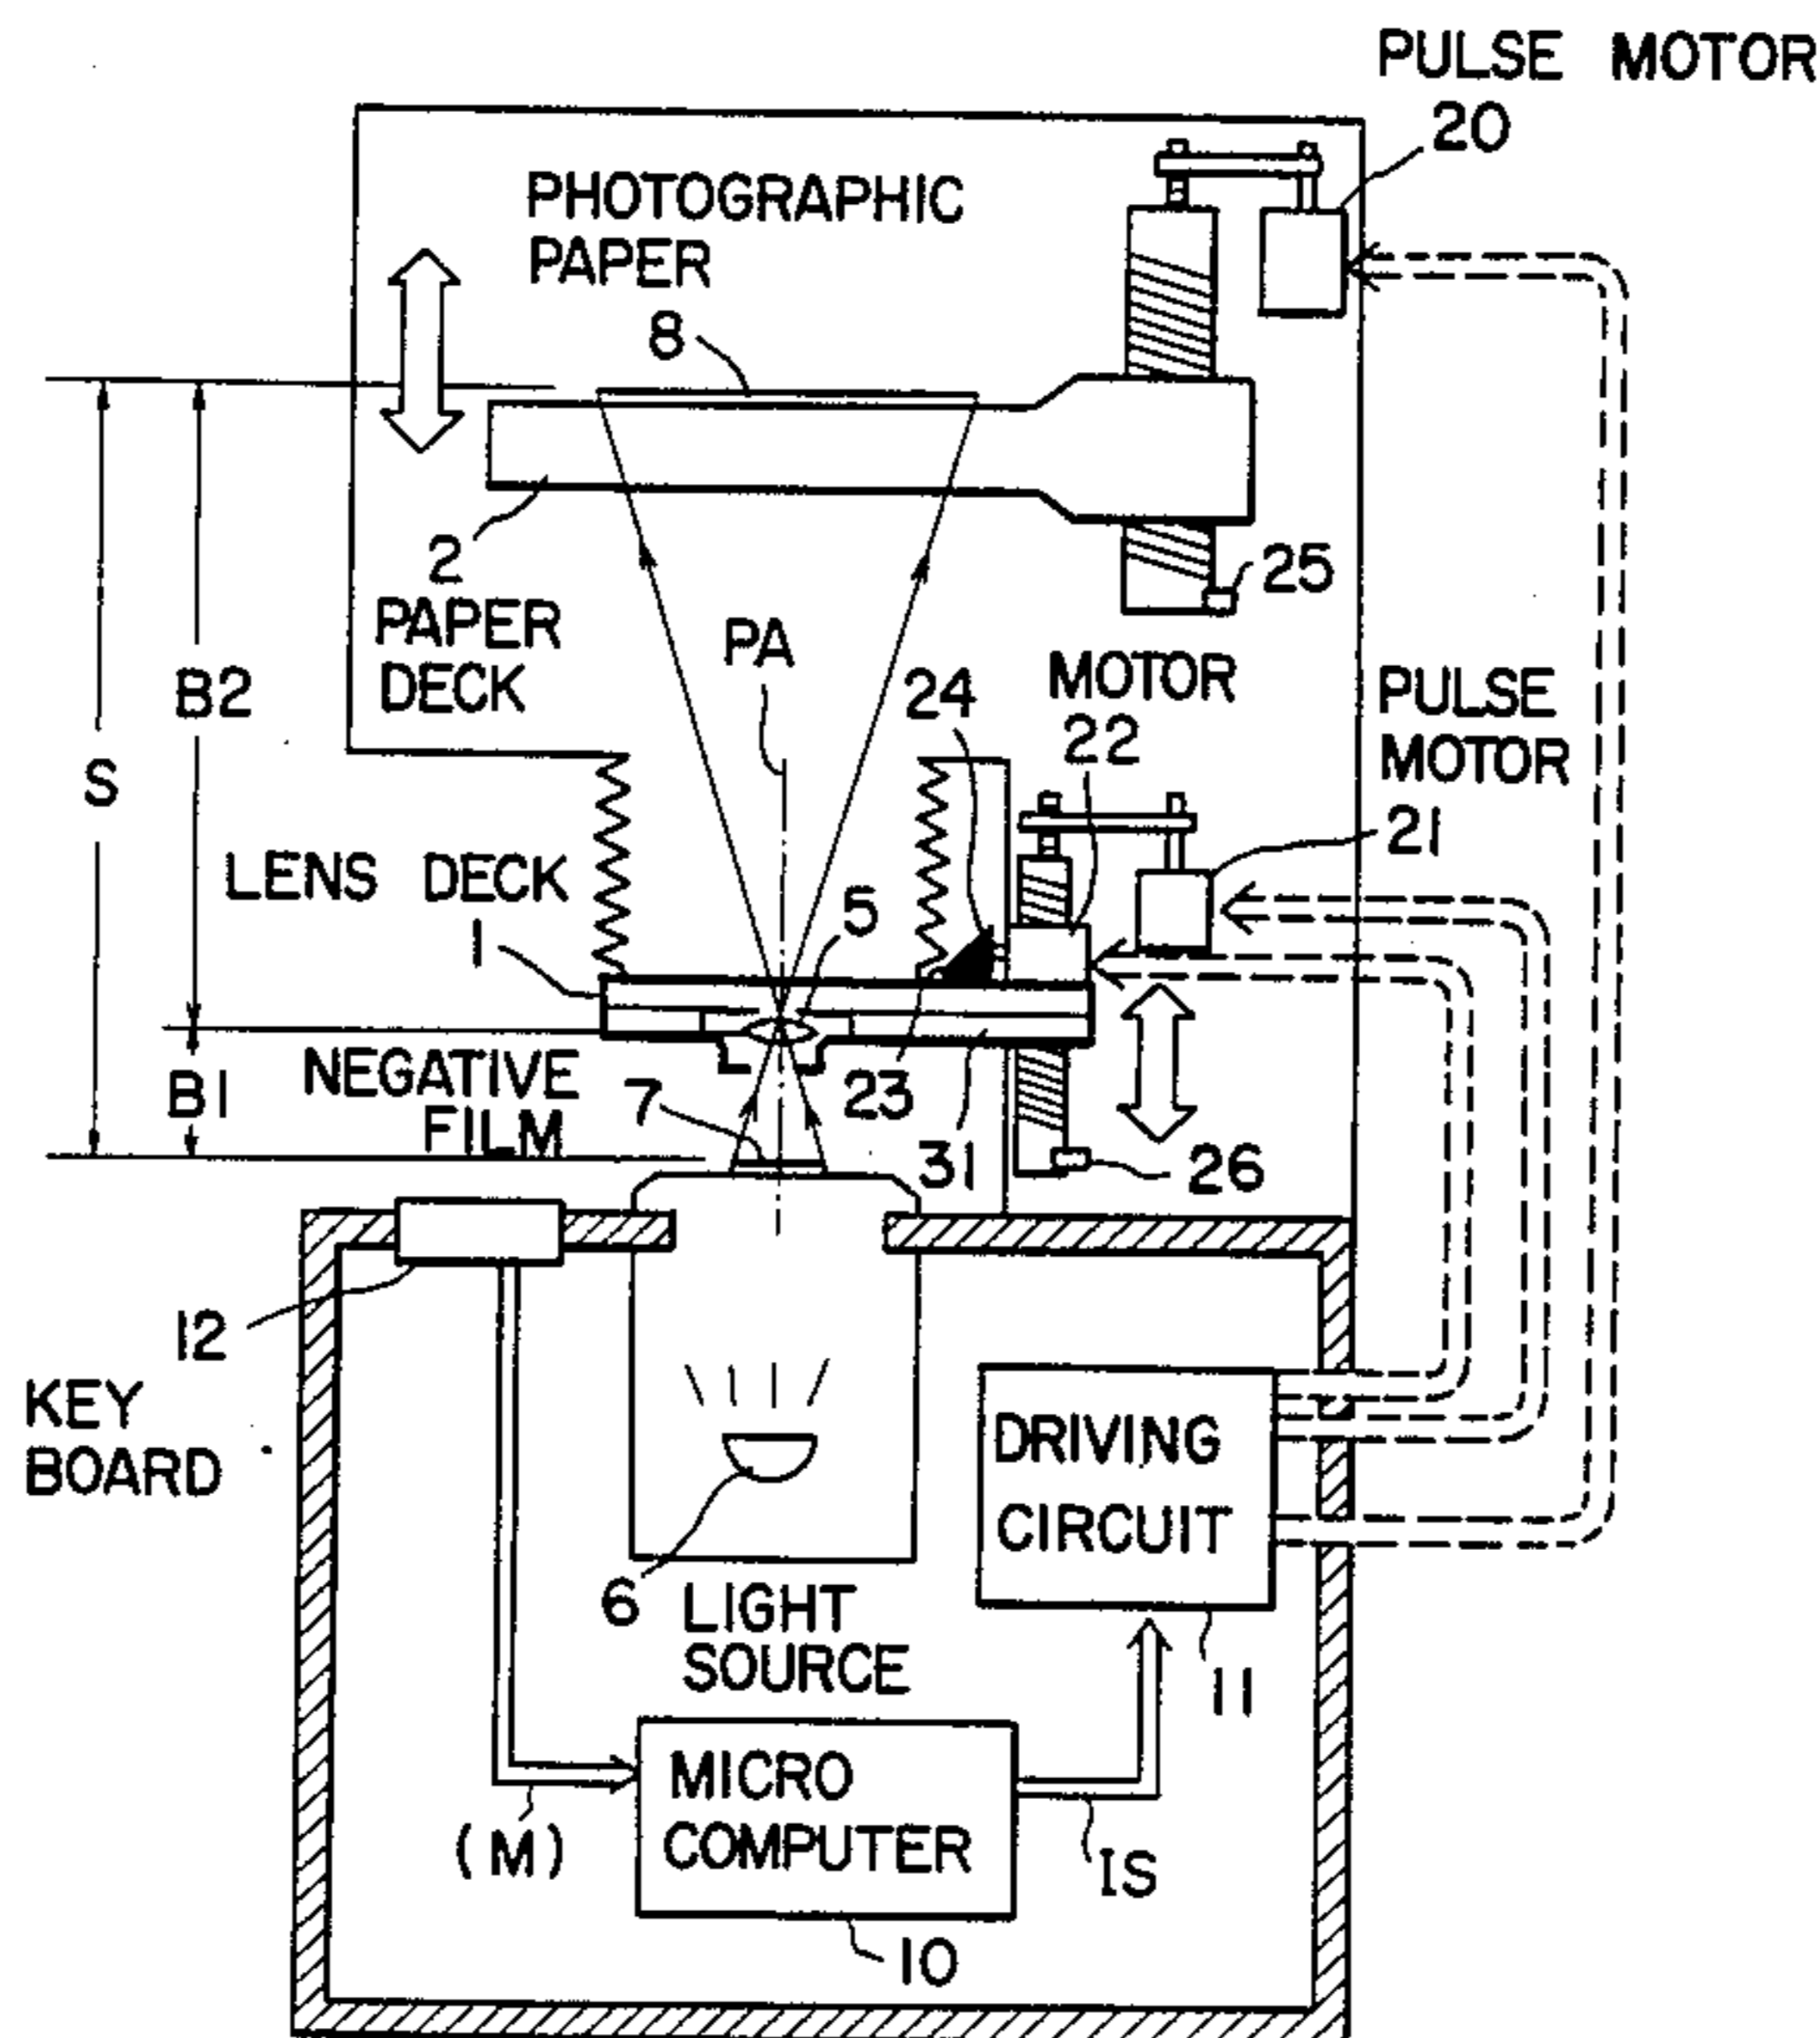 PULSE MOTOR
20
PHOTOGRAPHIC
PAPER
8
2
PAPER
DECK
25
PA
S
B2
24
MOTOR
22
PULSE
MOTOR
21
LENS DECK
1
5
NEGATIVE
FILM
B1
7
23
31
26
12
KEY
BOARD
DRIVING
CIRCUIT
6
LIGHT
SOURCE
11
MICRO
COMPUTER
(M)
IS
10